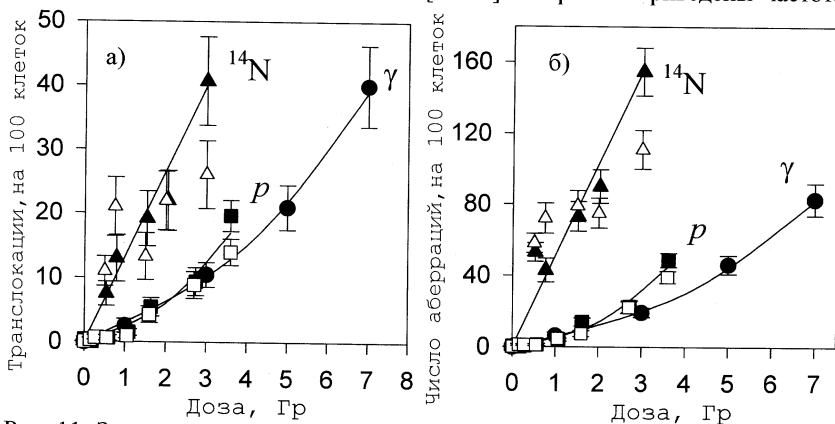 а)
14N
γ
p
Транслокации, на 100 клеток
50
40
30
20
10
0
0 1 2 3 4 5 6 7 8
Доза, Гр
б)
14N
γ
p
Число аберраций, на 100 клеток
160
120
80
40
0
0 1 2 3 4 5 6 7
Доза, Гр